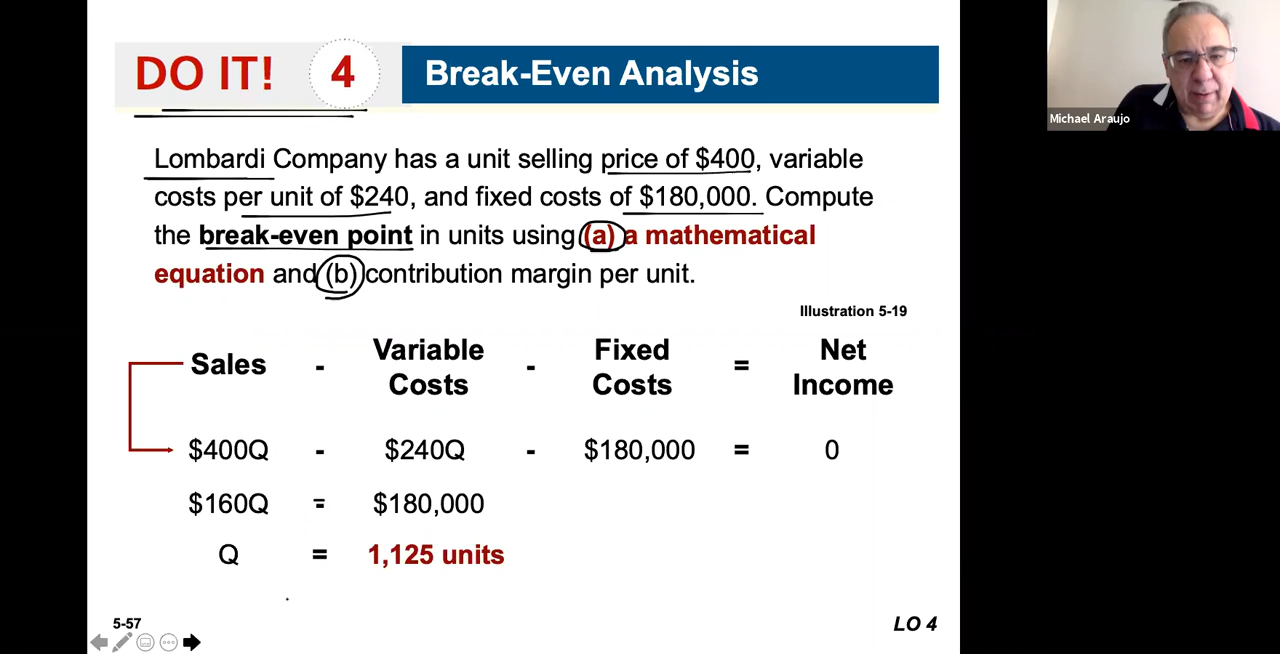 DO IT! 4 Break-Even Analysis
Michael Araujo
Lombardi Company has a unit selling price of $400, variable
costs per unit of $240, and fixed costs of $180,000. Compute
the break-even point in units using (a) a mathematical
equation and (b) contribution margin per unit.
Illustration 5-19
Sales - Variable Costs - Fixed Costs = Net Income
$400Q - $240Q - $180,000 = 0
$160Q = $180,000
Q = 1,125 units
5-57
LO 4